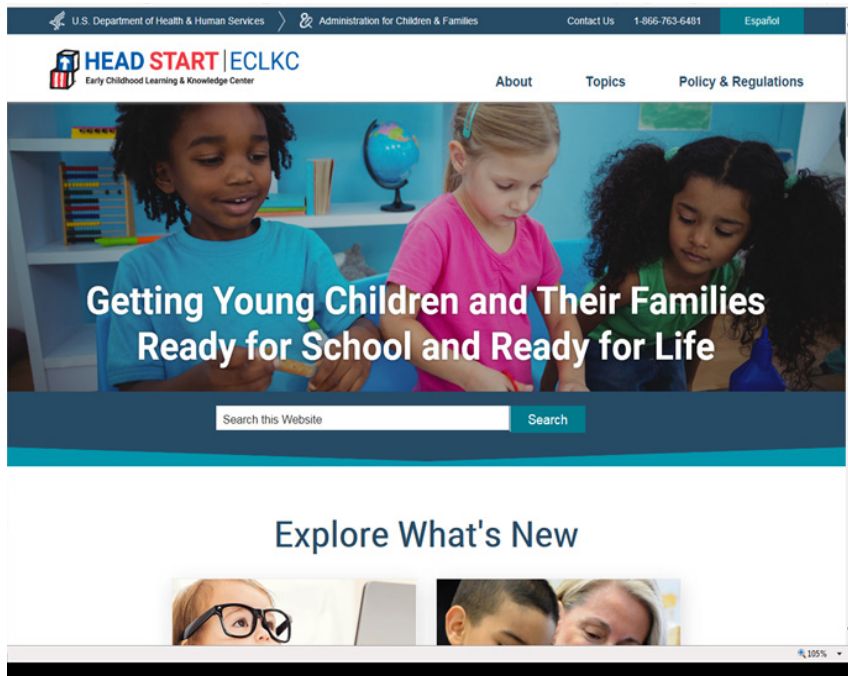 U.S. Department of Health & Human Services
Administration for Children & Families
Contact Us
1-866-763-6481
Español
HEAD START | ECLKC
Early Childhood Learning & Knowledge Center
About
Topics
Policy & Regulations
Getting Young Children and Their Families
Ready for School and Ready for Life
Search this Website
Search
Explore What's New
105%